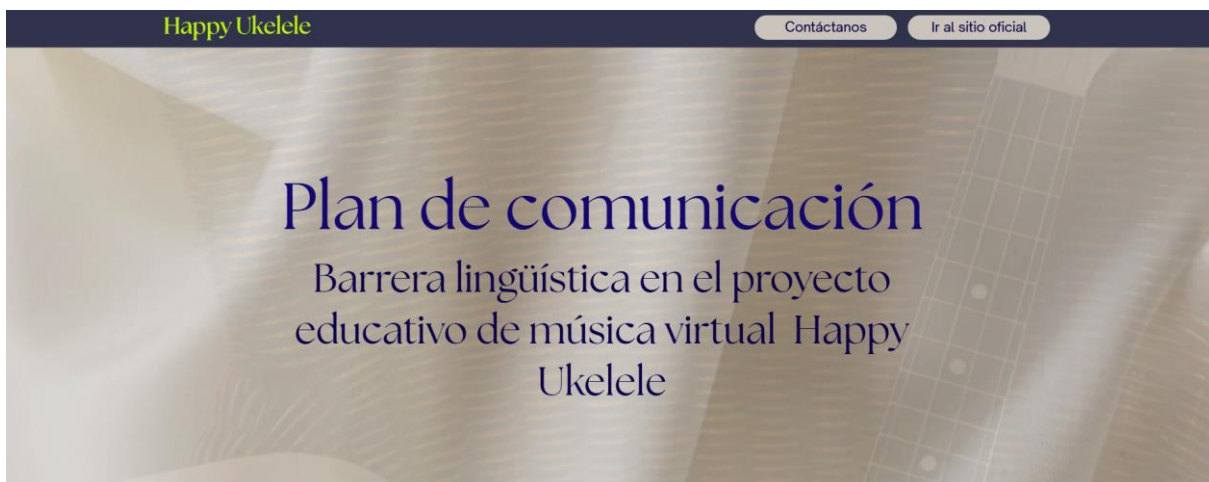 Happy Ukelele
Contáctanos
Ir al sitio oficial
Plan de comunicación
Barrera lingüística en el proyecto
educativo de música virtual Happy
Ukelele